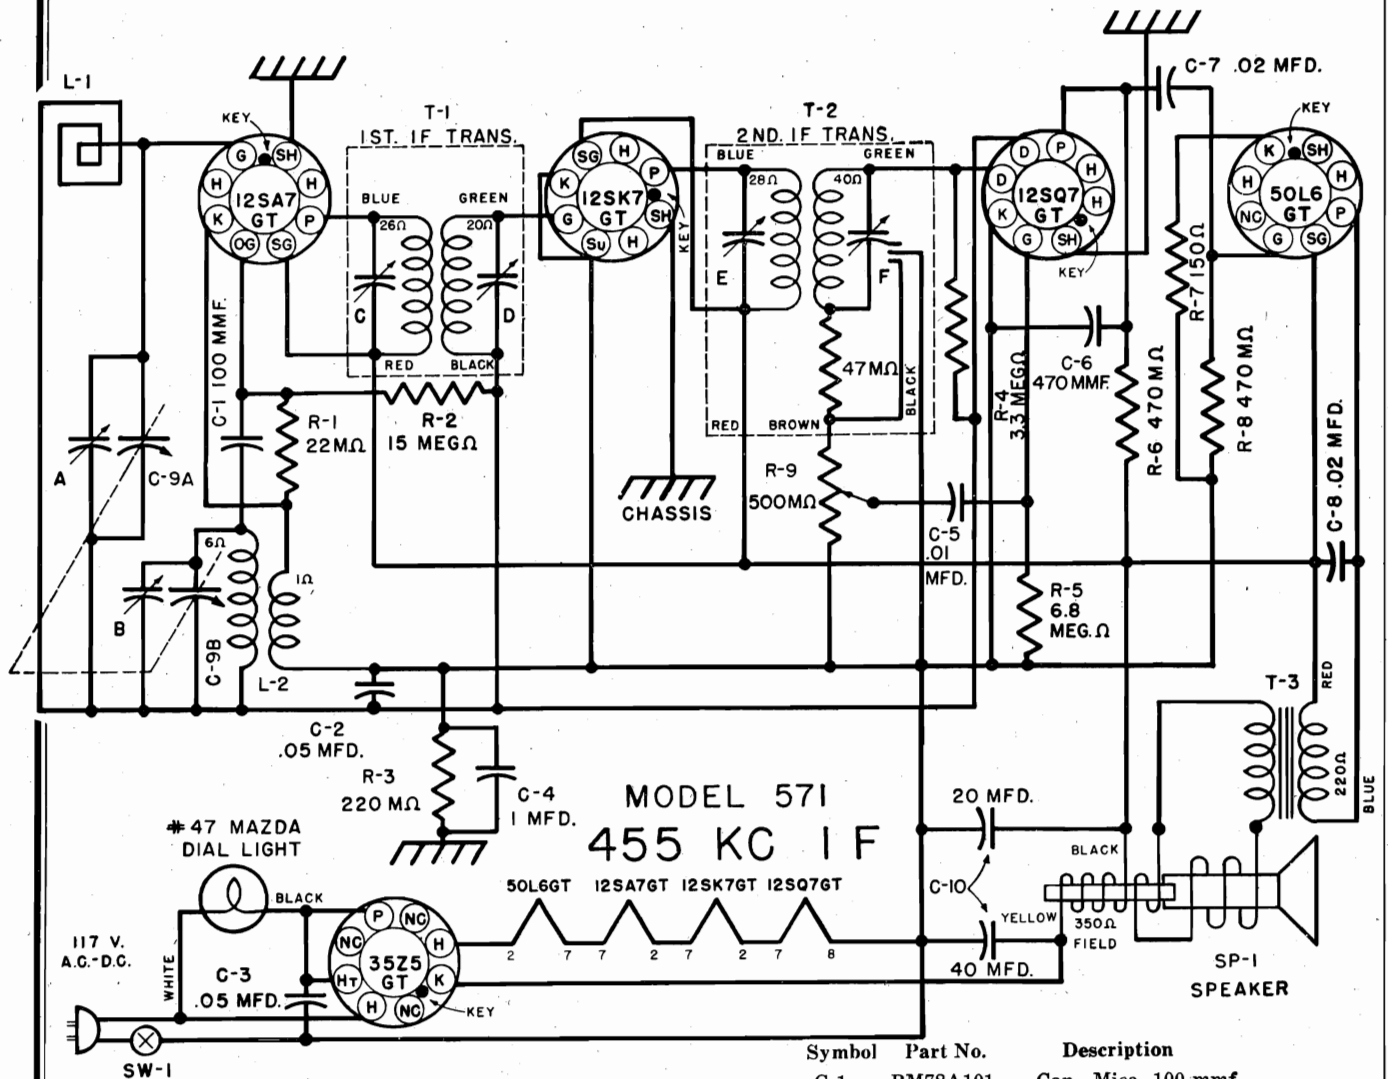 L-1
KEY
G
SH
H
H
12SA7
GT
K
P
OG
SG
T-1
1ST. IF TRANS.
BLUE
GREEN
26Ω
20Ω
C
D
RED
BLACK
SG
H
K
P
12SK7
GT
G
SH
Su
H
KEY
T-2
2ND. IF TRANS.
BLUE
GREEN
28Ω
40Ω
E
F
47MΩ
BLACK
RED
BROWN
D
P
D
H
12SQ7
GT
K
H
G
SH
KEY
C-7 .02 MFD.
KEY
K
SH
H
H
50L6
GT
NC
P
G
SG
R-7 150Ω
R-8 470MΩ
C-6
470 MMF.
R-4
3.3 MEGΩ
R-6 470 MΩ
C-8 .02 MFD.
C-1 100 MMF.
R-1
22MΩ
R-2
15 MEGΩ
CHASSIS
R-9
500MΩ
C-5
.01
MFD.
A
C-9A
B
C-9B
6Ω
1Ω
L-2
R-5
6.8
MEG.Ω
C-2
.05 MFD.
R-3
220 MΩ
C-4
1 MFD.
T-3
RED
220Ω
BLUE
MODEL 571
455 KC IF
20 MFD.
C-10
40 MFD.
BLACK
YELLOW
350Ω
FIELD
SP-1
SPEAKER
#47 MAZDA
DIAL LIGHT
BLACK
WHITE
117 V.
A.C.-D.C.
C-3
.05 MFD.
SW-1
P
NC
NC
H
35Z5
GT
HT
K
H
NC
KEY
50L6GT 12SA7GT 12SK7GT 12SQ7GT
2 7 7 2 7 2 7 8
Symbol Part No. Description
C-1 RM78A101 Cap., Mica, 100 mmf.